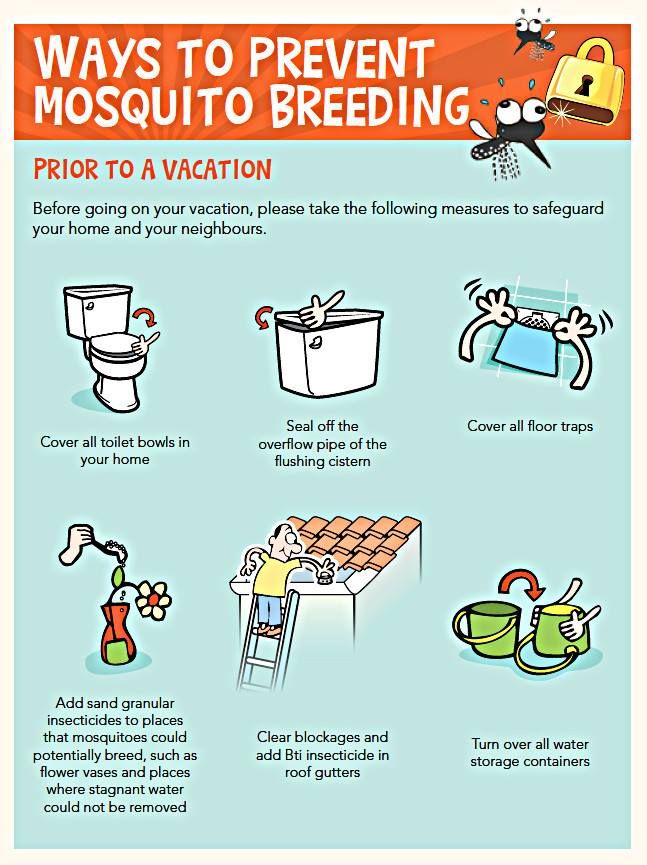 WAYS TO PREVENT
MOSQUITO BREEDING
PRIOR TO A VACATION
Before going on your vacation, please take the following measures to safeguard
your home and your neighbours.
Cover all toilet bowls in
your home
Seal off the
overflow pipe of the
flushing cistern
Cover all floor traps
Add sand granular
insecticides to places
that mosquitoes could
potentially breed, such as
flower vases and places
where stagnant water
could not be removed
Clear blockages and
add Bti insecticide in
roof gutters
Turn over all water
storage containers